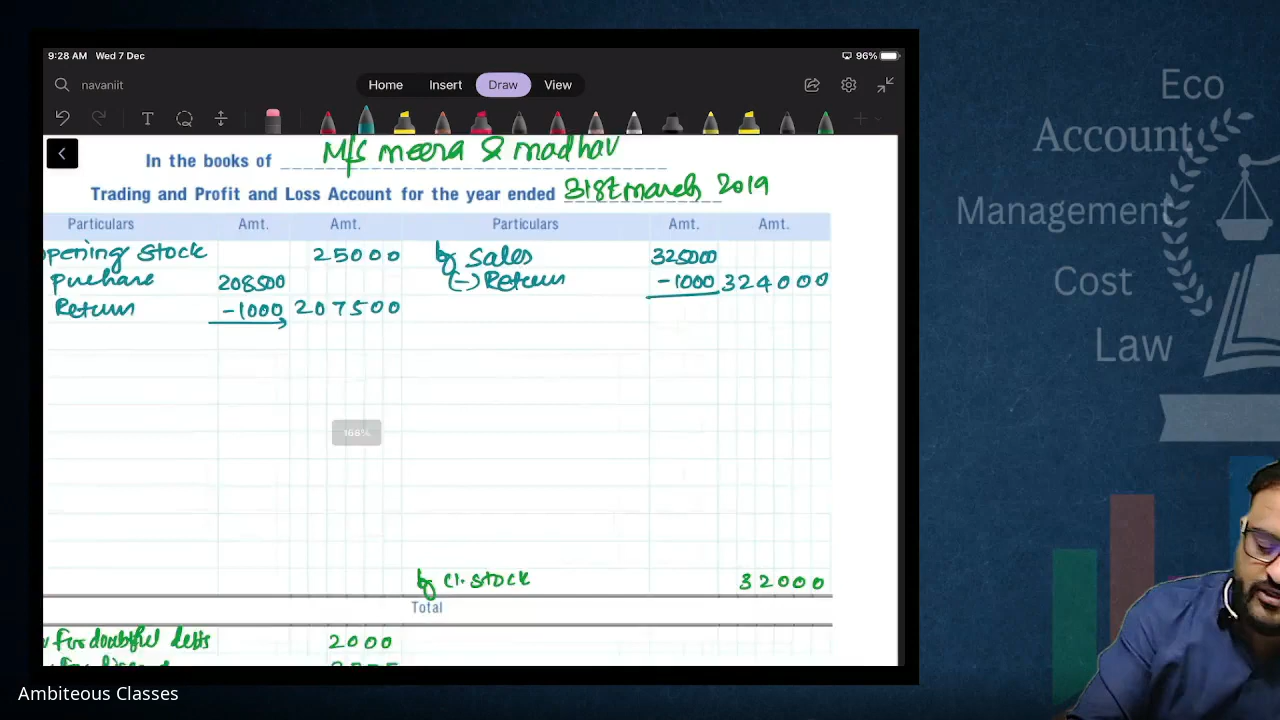 9:28 AM Wed 7 Dec
96%
navaniit
Home Insert Draw View
In the books of M/s meera & madhav
Trading and Profit and Loss Account for the year ended 31st march 2019
Particulars Amt. Amt. Particulars Amt. Amt.
opening stock 25000 by sales 325000
purchase 208500 (-) Return -1000 324000
Return -1000 207500
168%
by cl. stock 32000
Total
for doubtful debts 2000
Eco
Account
Management
Cost
Law
Ambiteous Classes